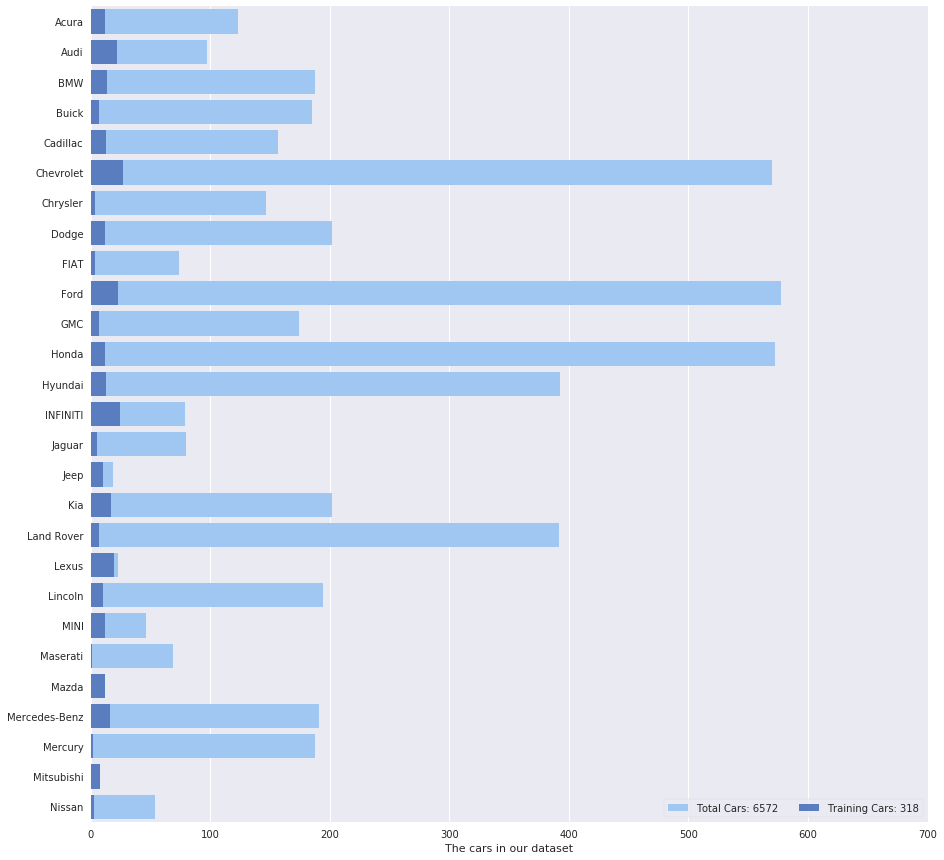 Acura
Audi
BMW
Buick
Cadillac
Chevrolet
Chrysler
Dodge
FIAT
Ford
GMC
Honda
Hyundai
INFINITI
Jaguar
Jeep
Kia
Land Rover
Lexus
Lincoln
MINI
Maserati
Mazda
Mercedes-Benz
Mercury
Mitsubishi
Nissan
Total Cars: 6572 Training Cars: 318
0 100 200 300 400 500 600 700
The cars in our dataset